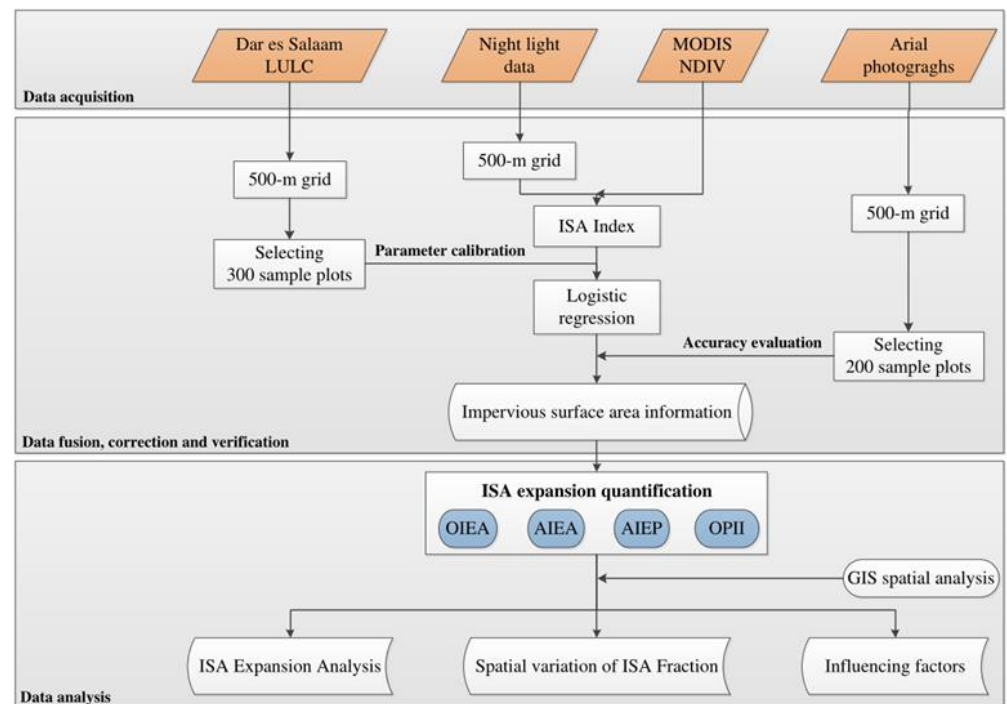 Dar es Salaam
LULC
Night light
data
MODIS
NDIV
Arial
photograghs
Data acquisition
500-m grid
500-m grid
500-m grid
ISA Index
Selecting
300 sample plots
Parameter calibration
Logistic
regression
Accuracy evaluation
Selecting
200 sample plots
Impervious surface area information
Data fusion, correction and verification
ISA expansion quantification
OIEA
AIEA
AIEP
OPII
GIS spatial analysis
ISA Expansion Analysis
Spatial variation of ISA Fraction
Influencing factors
Data analysis